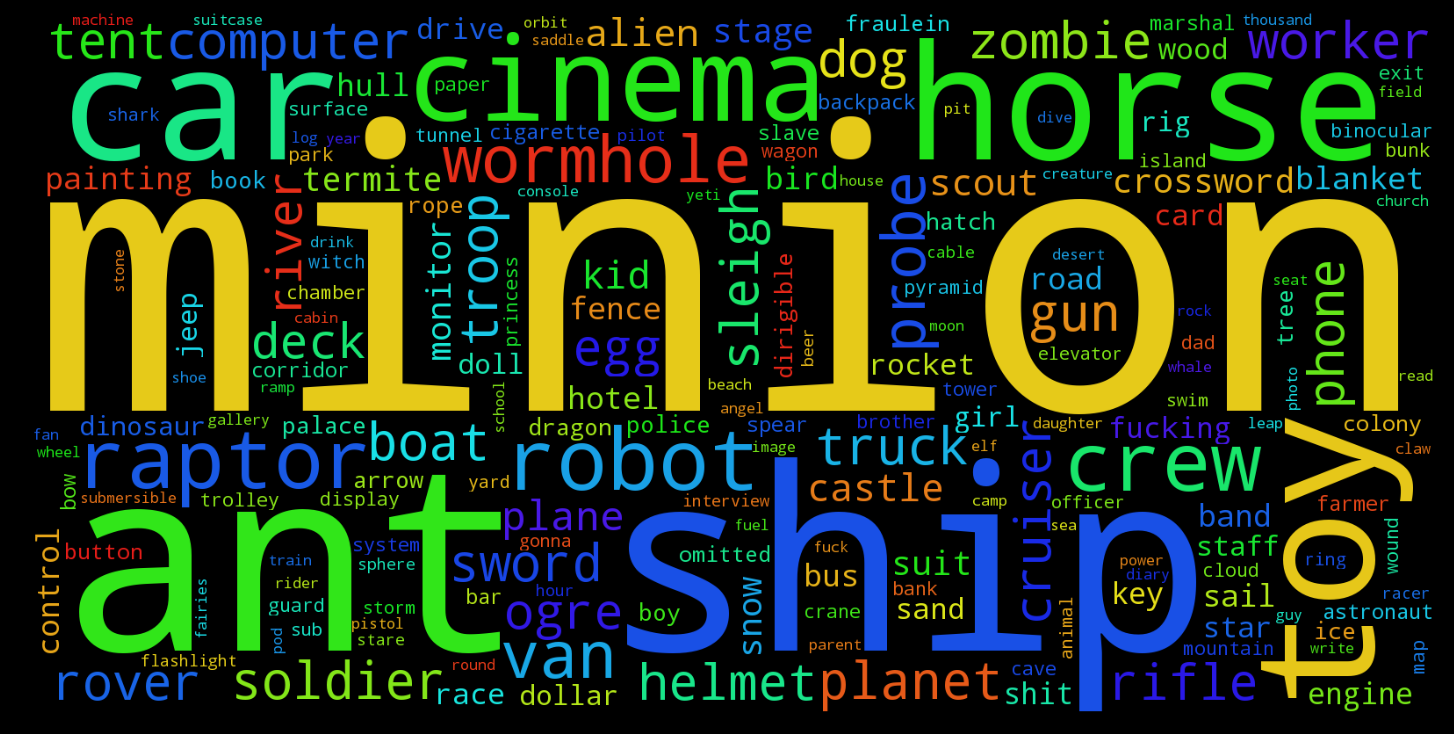 machine suitcase drive orbit saddle alien stage fraulein zombie marshal thousand worker
tent computer hull paper dog wood exit
car cinema horse field
shark surface backpack pit dive rig binocular
log year park tunnel cigarette pilot slave wagon island bunk
painting book river termite wormhole bird house scout creature crossword blanket
rope console yeti sleigh probe hatch card church
minion
stone drink witch monitor troop kid dirigible cable desert road seat tree phone
jeep chamber princess fence pyramid gun rock
cabin deck egg beer moon elevator dad
shoe corridor doll rocket whale photo read
ramp school hotel beach tower swim
fan dinosaur gallery palace dragon police angel spear brother girl daughter fucking leap colony
wheel raptor boat robot image truck elf cruiser crew claw toy
bow submersible trolley arrow display yard interview castle camp officer farmer
ant ship
control button plane gonna fuel sea band wound
train system sphere sword omitted fuck suit power staff ring
fairies rider bar hour snow bus bank diary cloud racer
guard storm ogre boy crane sand key sail guy astronaut
pod sub pistol stare animal star ice
flashlight round van parent cave mountain write map
rover soldier race dollar helmet planet shit rifle engine